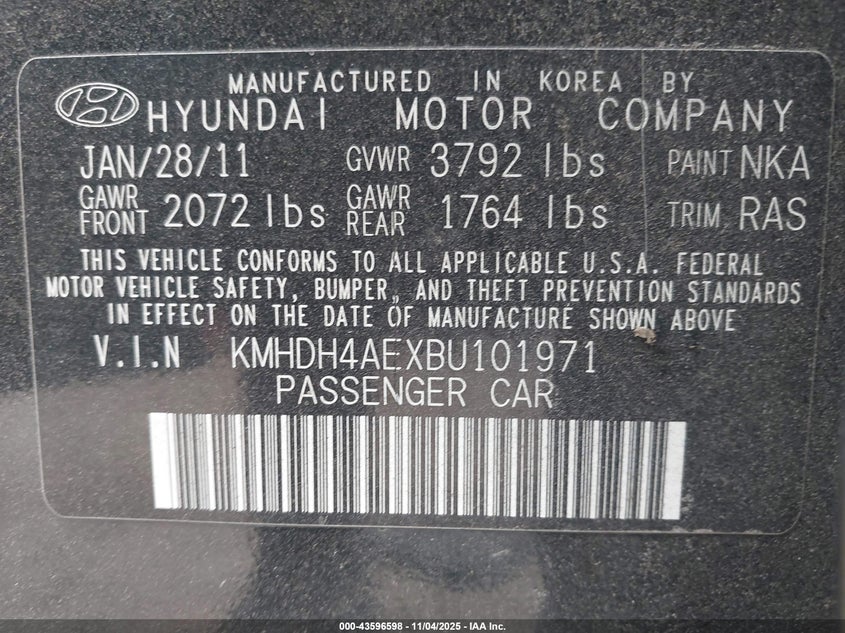 MANUFACTURED IN KOREA BY
HYUNDAI MOTOR COMPANY
JAN/28/11 GVWR 3792 lbs PAINT NKA
GAWR FRONT 2072 lbs GAWR REAR 1764 lbs TRIM RAS
THIS VEHICLE CONFORMS TO ALL APPLICABLE U.S.A. FEDERAL
MOTOR VEHICLE SAFETY, BUMPER, AND THEFT PREVENTION STANDARDS
IN EFFECT ON THE DATE OF MANUFACTURE SHOWN ABOVE
V.I.N KMHDH4AEXBU101971
PASSENGER CAR
000-43596598 - 11/04/2025 - IAA Inc.